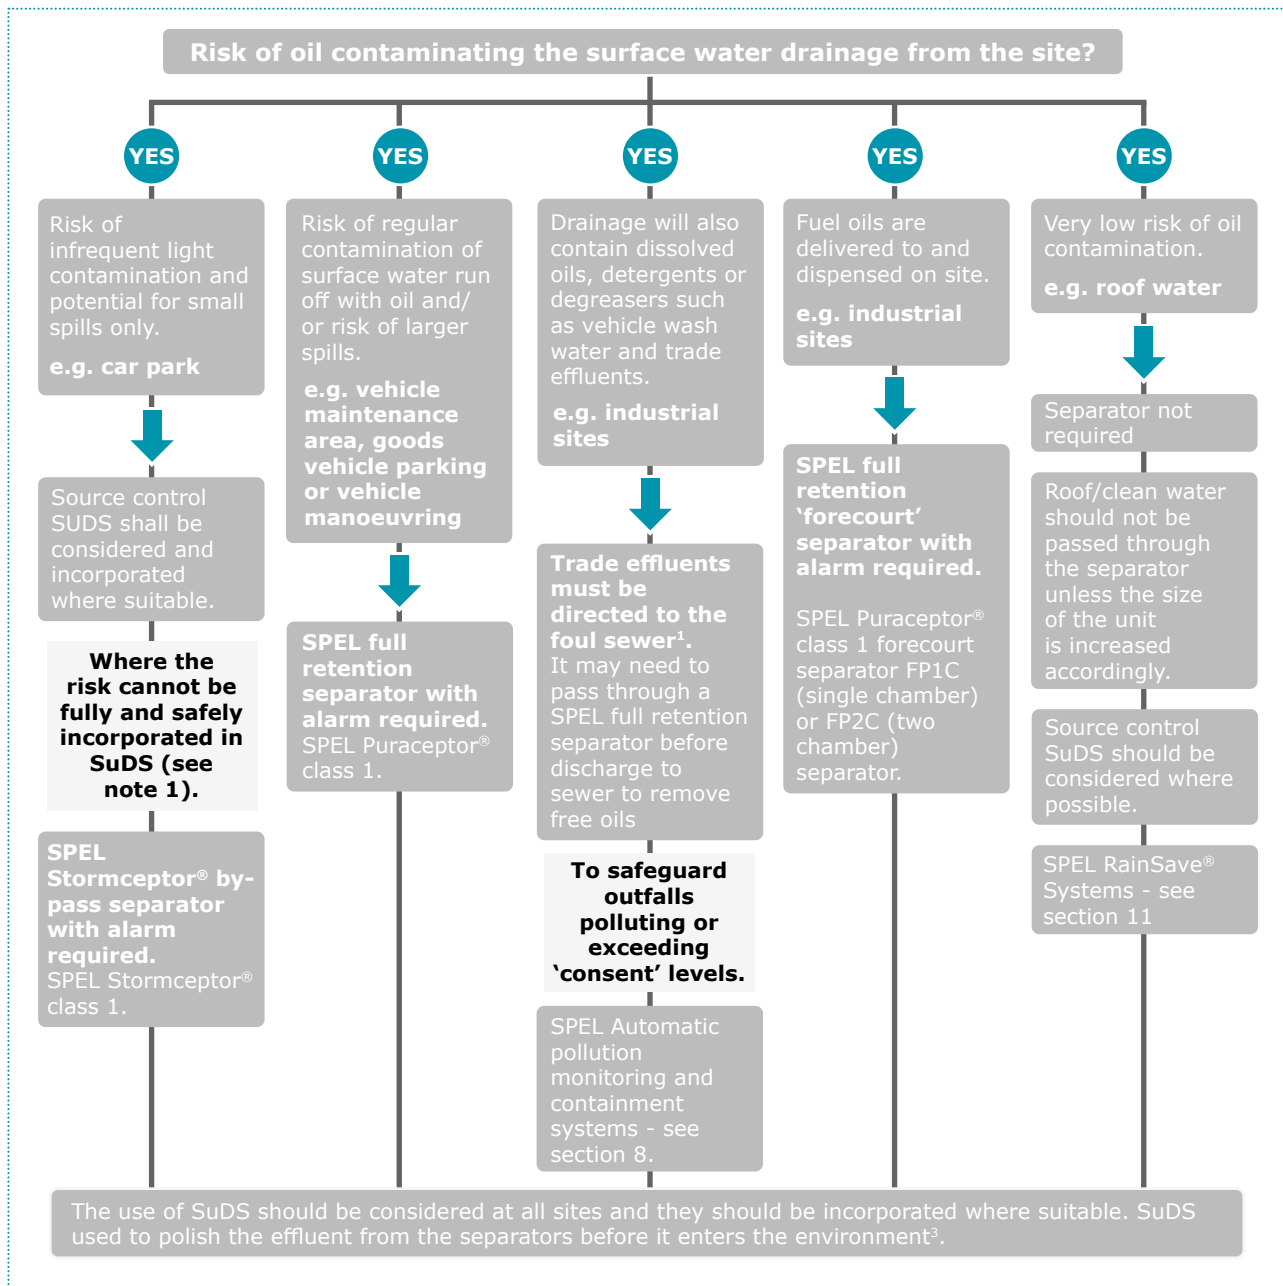 Risk of oil contaminating the surface water drainage from the site?
YES
YES
YES
YES
YES
Risk of
infrequent light
contamination and
potential for small
spills only.
e.g. car park
Source control
SUDS shall be
considered and
incorporated
where suitable.
Where the
risk cannot be
fully and safely
incorporated in
SuDS (see
note 1).
SPEL
Stormceptor® by-
pass separator
with alarm
required.
SPEL Stormceptor®
class 1.
Risk of regular
contamination of
surface water run
off with oil and/
or risk of larger
spills.
e.g. vehicle
maintenance
area, goods
vehicle parking
or vehicle
manoeuvring
SPEL full
retention
separator with
alarm required.
SPEL Puraceptor®
class 1.
Drainage will also
contain dissolved
oils, detergents or
degreasers such
as vehicle wash
water and trade
effluents.
e.g. industrial
sites
Trade effluents
must be
directed to the
foul sewer¹.
It may need to
pass through a
SPEL full retention
separator before
discharge to
sewer to remove
free oils
To safeguard
outfalls
polluting or
exceeding
‘consent’ levels.
SPEL Automatic
pollution
monitoring and
containment
systems - see
section 8.
Fuel oils are
delivered to and
dispensed on site.
e.g. industrial
sites
SPEL full
retention
‘forecourt’
separator with
alarm required.
SPEL Puraceptor®
class 1 forecourt
separator FP1C
(single chamber)
or FP2C (two
chamber)
separator.
Very low risk of oil
contamination.
e.g. roof water
Separator not
required
Roof/clean water
should not be
passed through
the separator
unless the size
of the unit
is increased
accordingly.
Source control
SuDS should be
considered where
possible.
SPEL RainSave®
Systems - see
section 11
The use of SuDS should be considered at all sites and they should be incorporated where suitable. SuDS
used to polish the effluent from the separators before it enters the environment³.